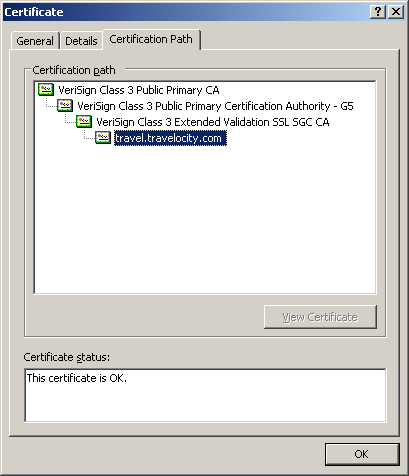 Certificate
General
Details
Certification Path
Certification path
VeriSign Class 3 Public Primary CA
VeriSign Class 3 Public Primary Certification Authority - G5
VeriSign Class 3 Extended Validation SSL SGC CA
travel.travelocity.com
View Certificate
Certificate status:
This certificate is OK.
OK